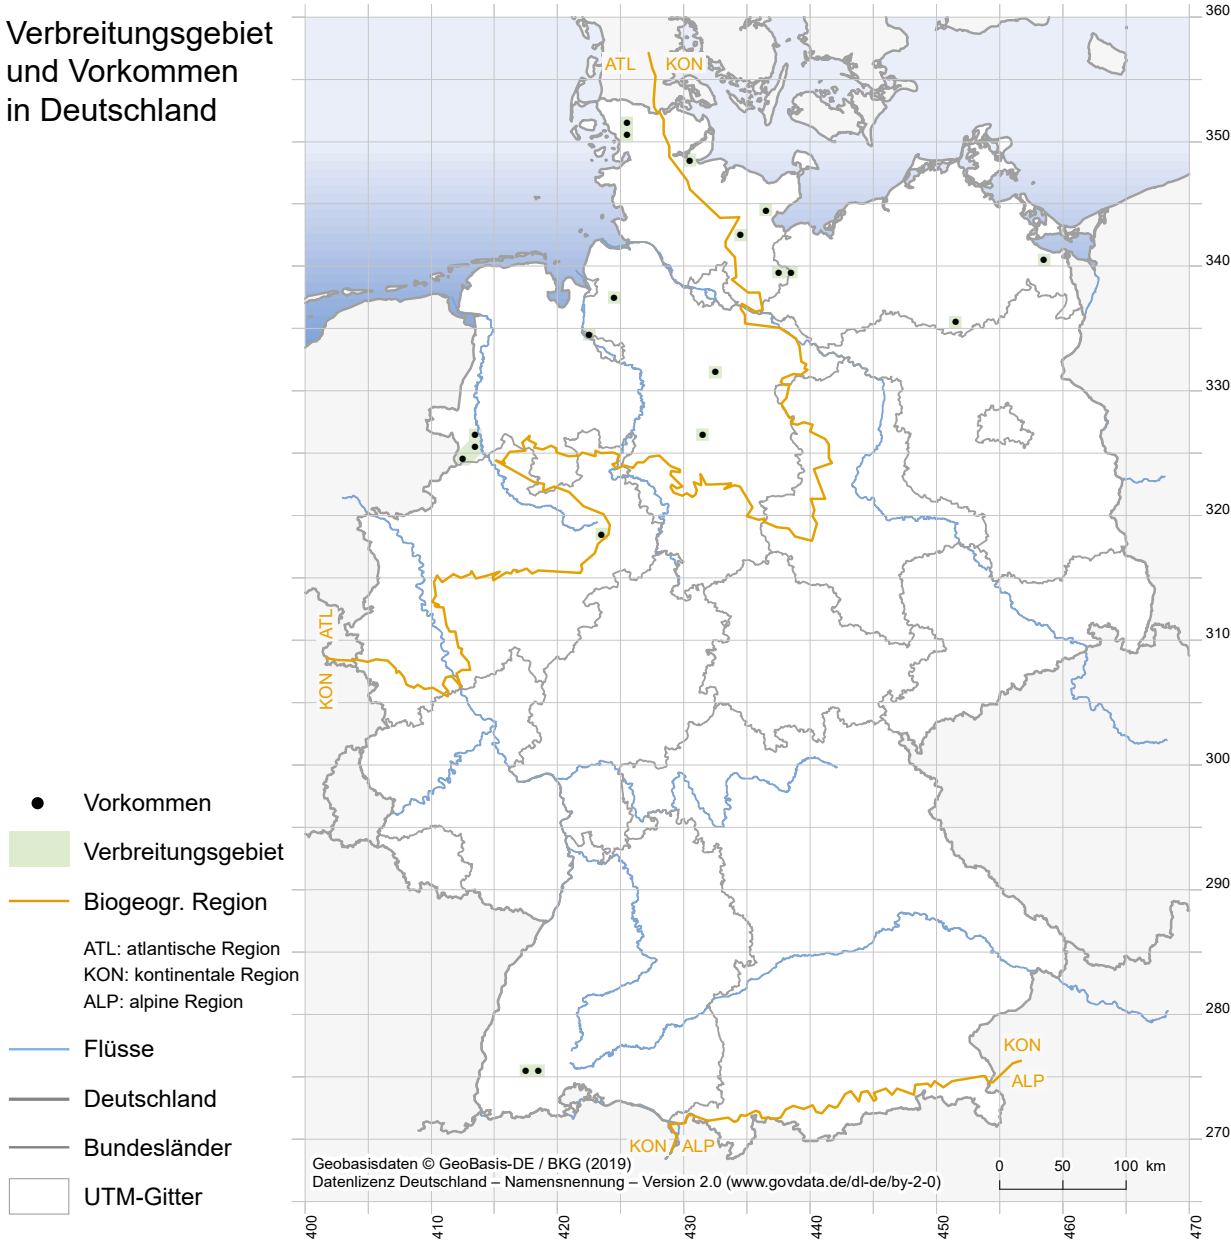 Verbreitungsgebiet
und Vorkommen
in Deutschland
ATL
KON
ATL
KON
Vorkommen
Verbreitungsgebiet
Biogeogr. Region
ATL: atlantische Region
KON: kontinentale Region
ALP: alpine Region
Flüsse
Deutschland
Bundesländer
UTM-Gitter
KON
ALP
KON
ALP
Geobasisdaten © GeoBasis-DE / BKG (2019)
Datenlizenz Deutschland – Namensnennung – Version 2.0 (www.govdata.de/dl-de/by-2-0)
0 50 100 km
360
350
340
330
320
310
300
290
280
270
400 410 420 430 440 450 460 470